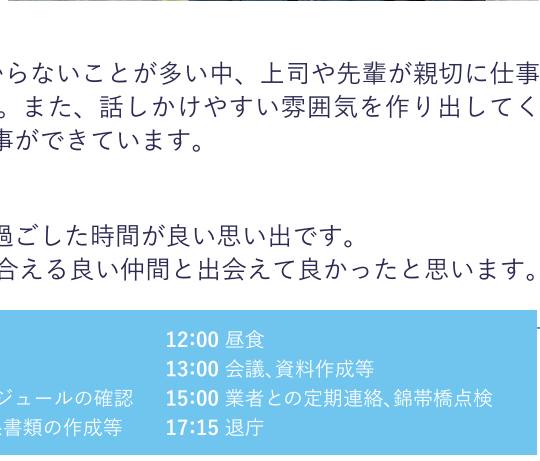 らないことが多い中、上司や先輩が親切に仕事
。また、話しかけやすい雰囲気を作り出してく
事ができています。
過ごした時間が良い思い出です。
合える良い仲間と出会えて良かったと思います。
12:00 昼食
13:00 会議、資料作成等
ジュールの確認
15:00 業者との定期連絡、錦帯橋点検
書類の作成等
17:15 退庁